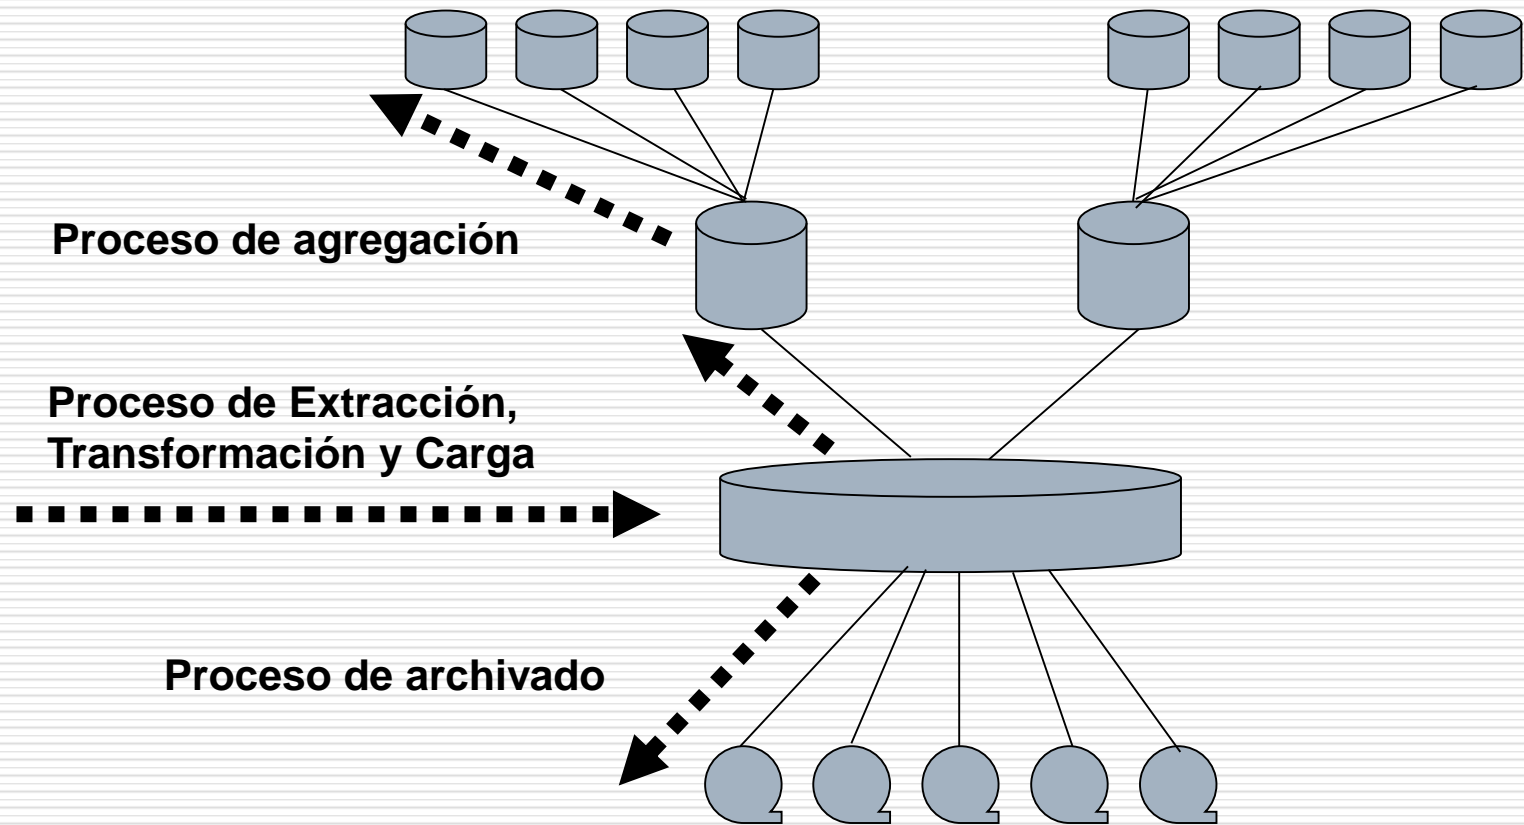 Proceso de agregación
Proceso de Extracción,
Transformación y Carga
Proceso de archivado